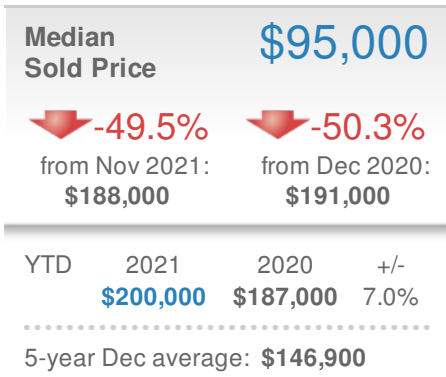 Median
Sold Price
$95,000
-49.5% -50.3%
from Nov 2021: from Dec 2020:
$188,000 $191,000
YTD 2021 2020 +/-
$200,000 $187,000 7.0%
5-year Dec average: $146,900